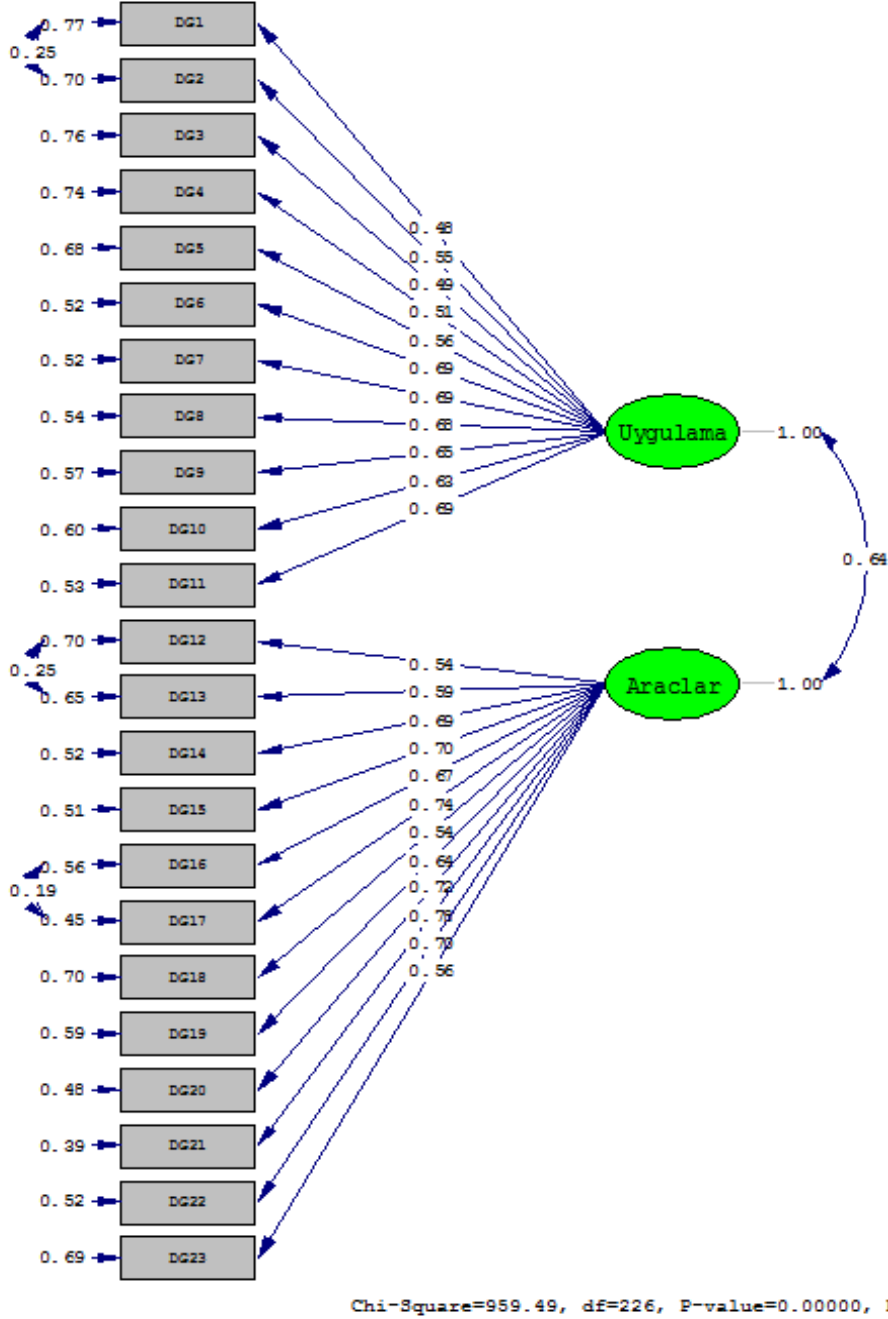 0.77 DG1
0.25
0.70 DG2
0.76 DG3
0.74 DG4
0.68 DG5
0.52 DG6
0.52 DG7
0.54 DG8
0.57 DG9
0.60 DG10
0.53 DG11
0.48
0.55
0.49
0.51
0.56
0.69
0.69
0.68
0.65
0.63
0.69
Uygulama 1.00
0.64
0.70 DG12
0.25
0.65 DG13
0.52 DG14
0.51 DG15
0.56 DG16
0.19
0.45 DG17
0.70 DG18
0.59 DG19
0.48 DG20
0.39 DG21
0.52 DG22
0.69 DG23
0.54
0.59
0.69
0.70
0.67
0.74
0.54
0.64
0.72
0.78
0.70
0.56
Araclar 1.00
Chi-Square=959.49, df=226, P-value=0.00000,